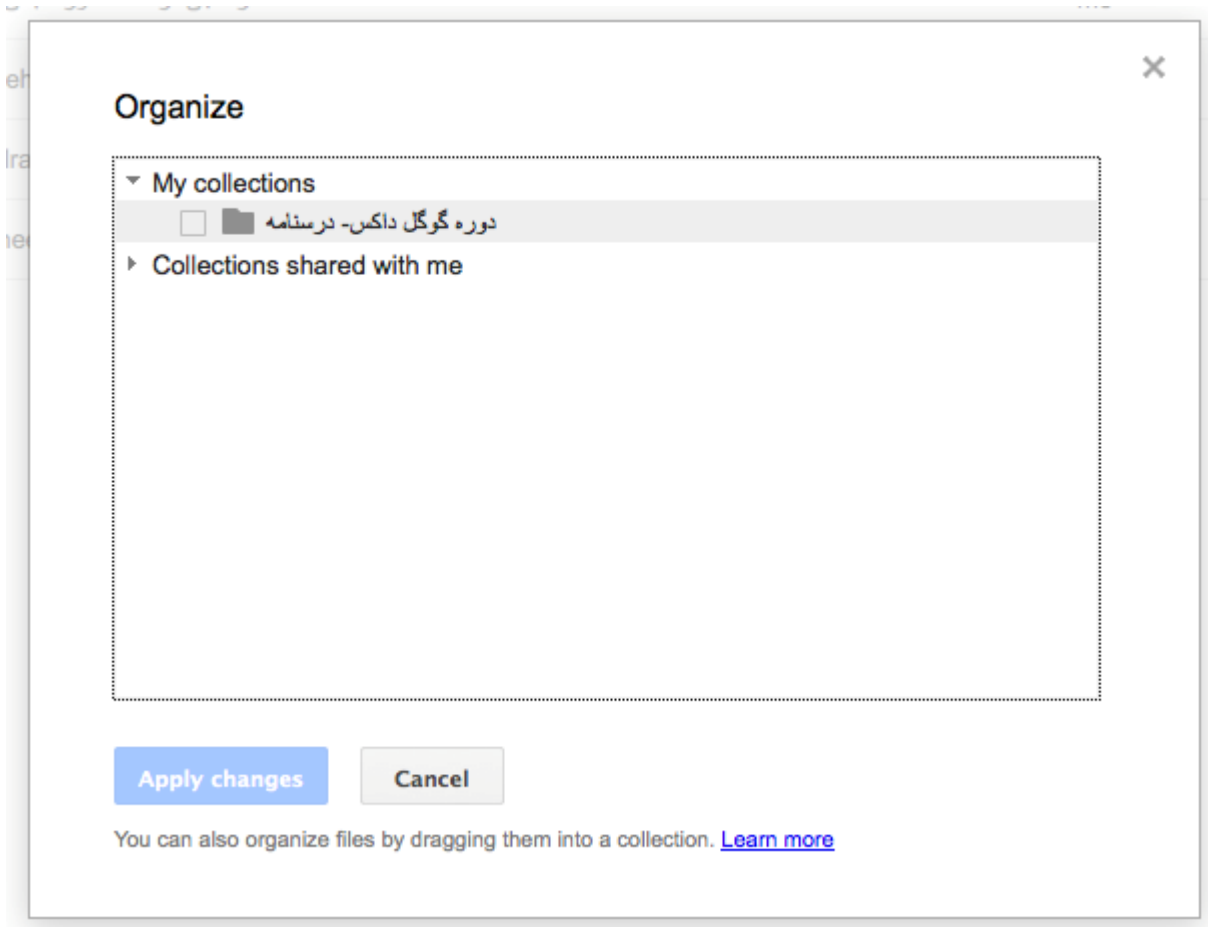 Organize
My collections
دوره گوگل داکس- درسنامه
Collections shared with me
Apply changes
Cancel
You can also organize files by dragging them into a collection. Learn more